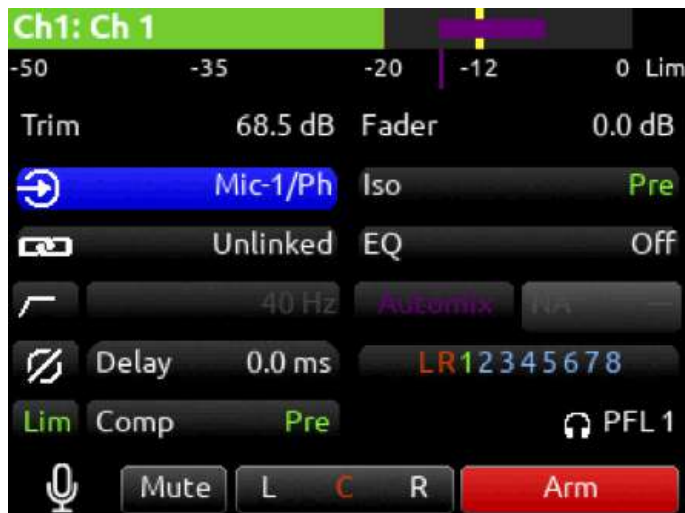 Ch1: Ch 1
-50 -35 -20 -12 0 Lim
Trim 68.5 dB Fader 0.0 dB
Mic-1/Ph Iso Pre
Unlinked EQ Off
40 Hz Automix NA
Delay 0.0 ms LR12345678
Lim Comp Pre PFL 1
Mute L C R Arm